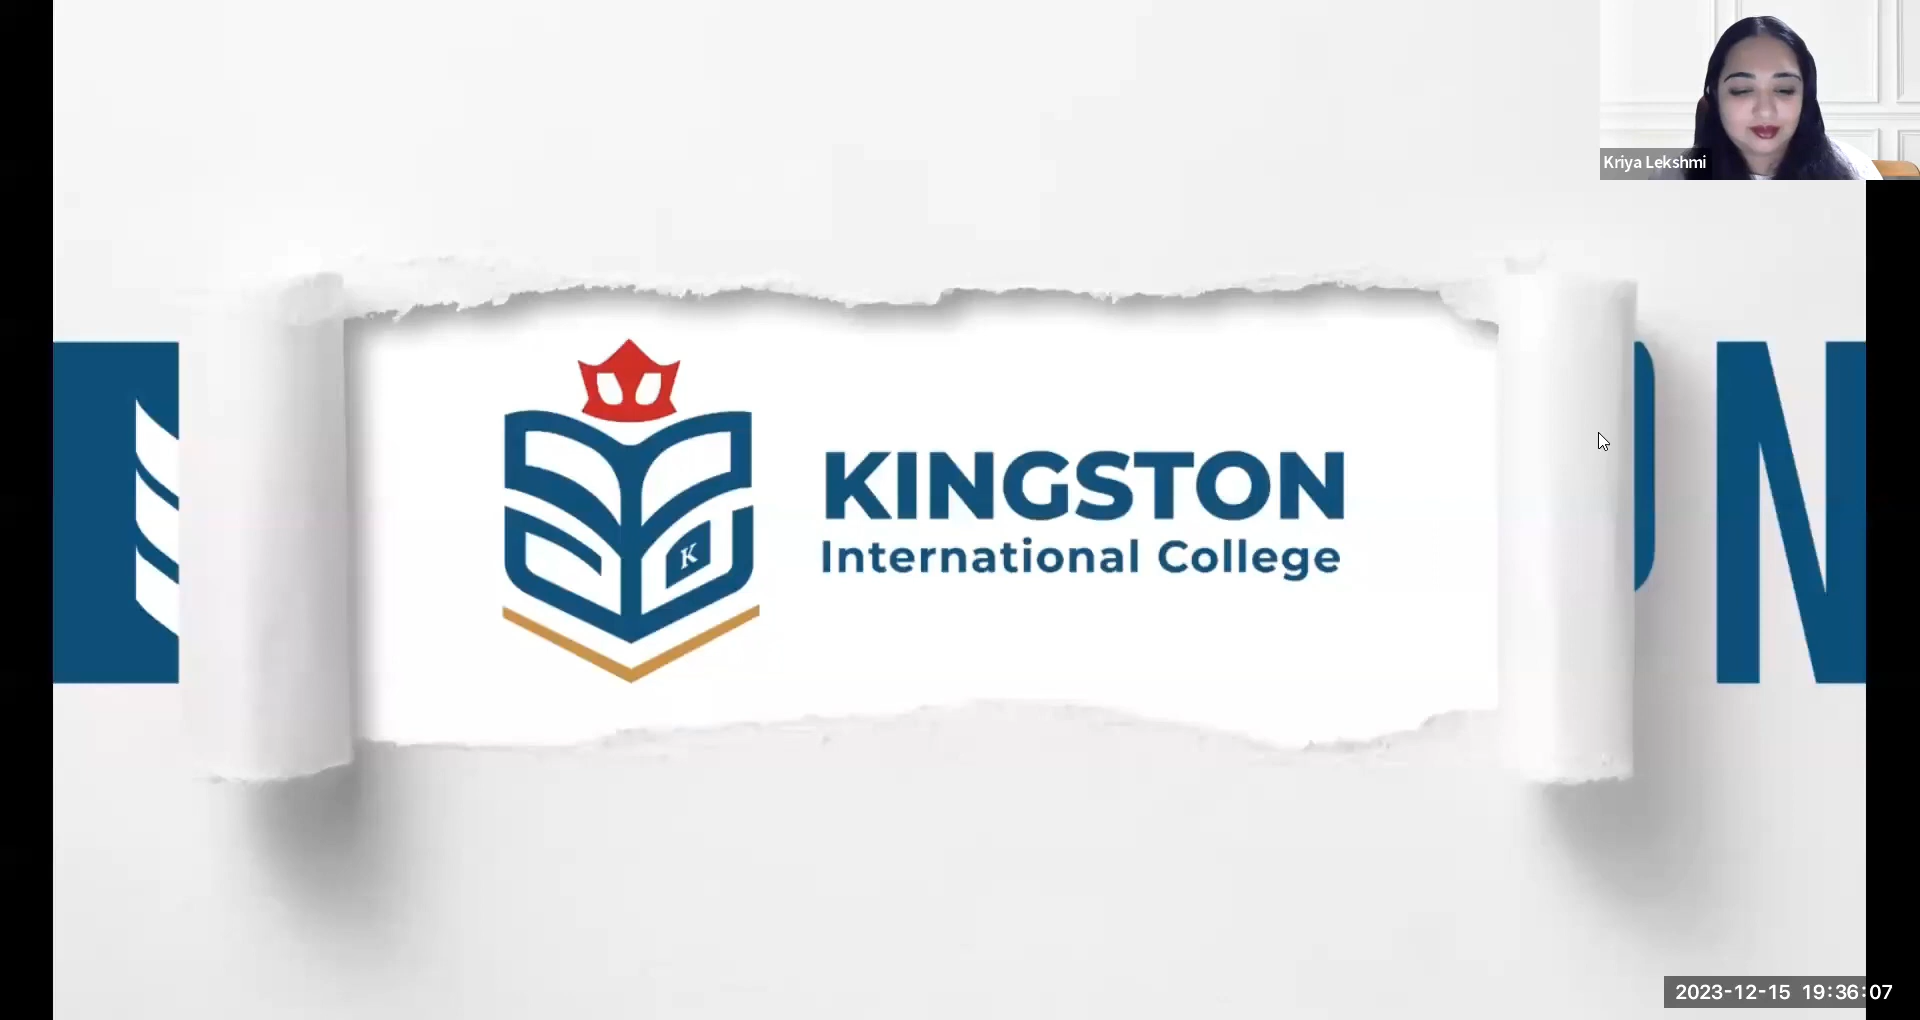 Kriya Lekshmi
KINGSTON
International College
K
N
2023-12-15 19:36:07